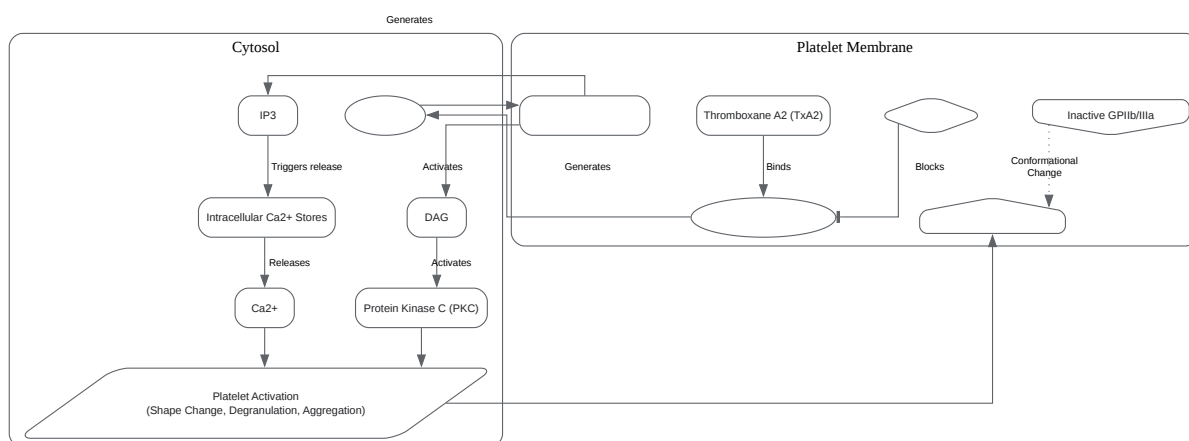 Generates
Cytosol
Platelet Membrane
IP3
Thromboxane A2 (TxA2)
Inactive GPIIb/IIIa
Triggers release
Activates
Generates
Binds
Blocks
Conformational
Change
Intracellular Ca2+ Stores
DAG
Releases
Activates
Ca2+
Protein Kinase C (PKC)
Platelet Activation
(Shape Change, Degranulation, Aggregation)